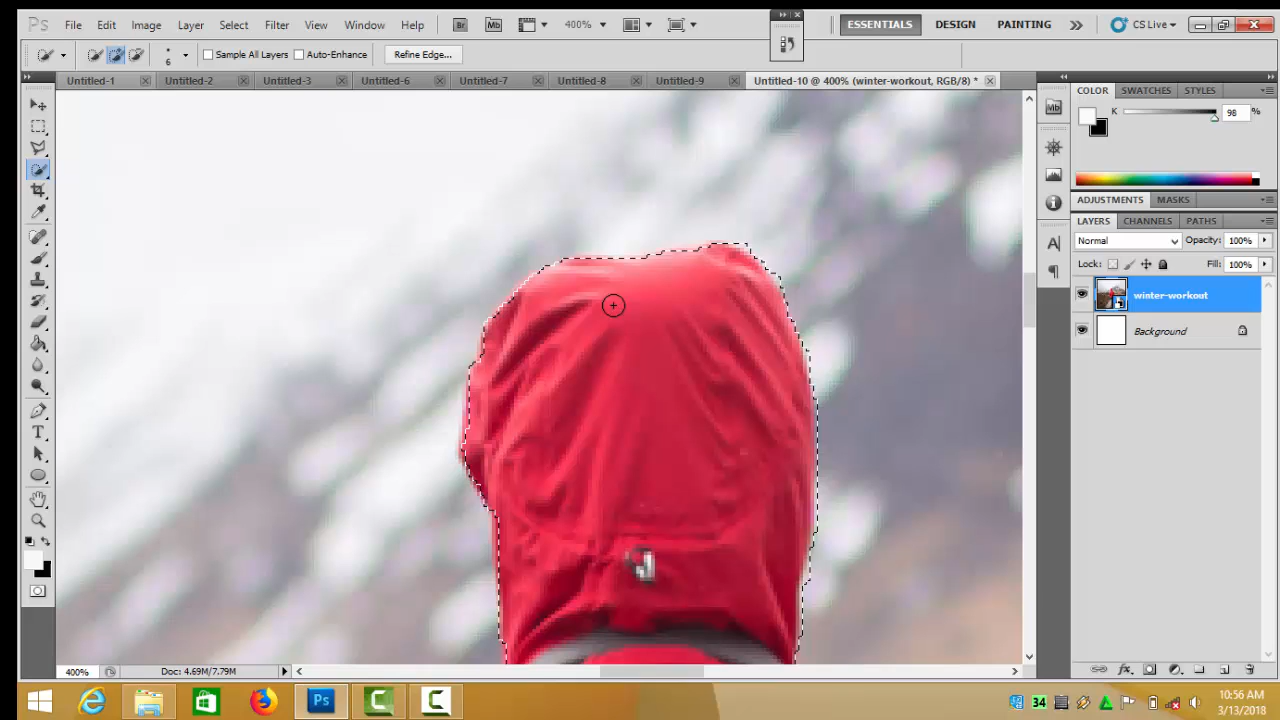 Ps File Edit Image Layer Select Filter View Window Help Br Mb 400% ESSENTIALS DESIGN PAINTING CS Live
6 Sample All Layers Auto-Enhance Refine Edge...
Untitled-1 Untitled-2 Untitled-3 Untitled-6 Untitled-7 Untitled-8 Untitled-9 Untitled-10 @ 400% (winter-workout, RGB/8) *
COLOR SWATCHES STYLES
K 98 %
ADJUSTMENTS MASKS
LAYERS CHANNELS PATHS
Normal Opacity: 100%
Lock: Fill: 100%
winter-workout
Background
Mb
A
T
400% Doc: 4.69M/7.79M
Ps 34 10:56 AM
3/13/2018